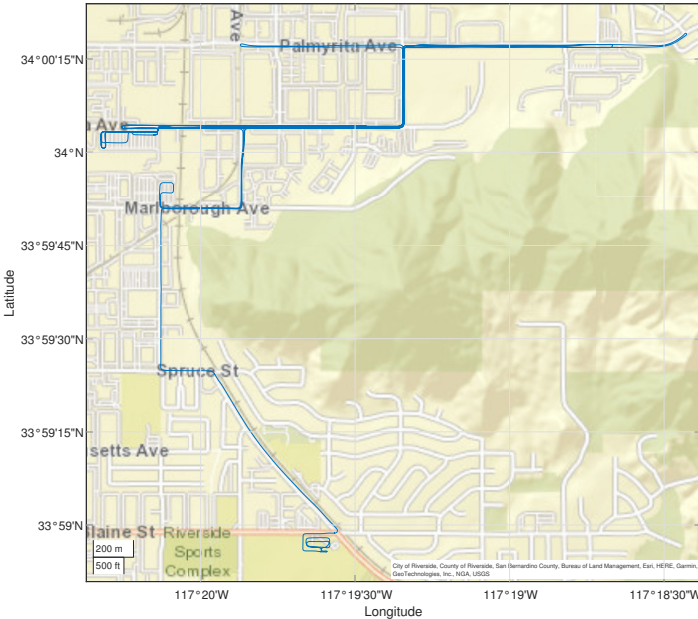 Ave
Palmyrita Ave
34°00'15"N
a Ave
34°N
Marlborough Ave
33°59'45"N
Latitude
33°59'30"N
Spruce St
33°59'15"N
setts Ave
33°59'N
laine St
Riverside
Sports
Complex
200 m
500 ft
City of Riverside, County of Riverside, San Bernardino County, Bureau of Land Management, Esri, HERE, Garmin,
GeoTechnologies, Inc., NGA, USGS
117°20'W
117°19'30"W
117°19'W
117°18'30"W
Longitude